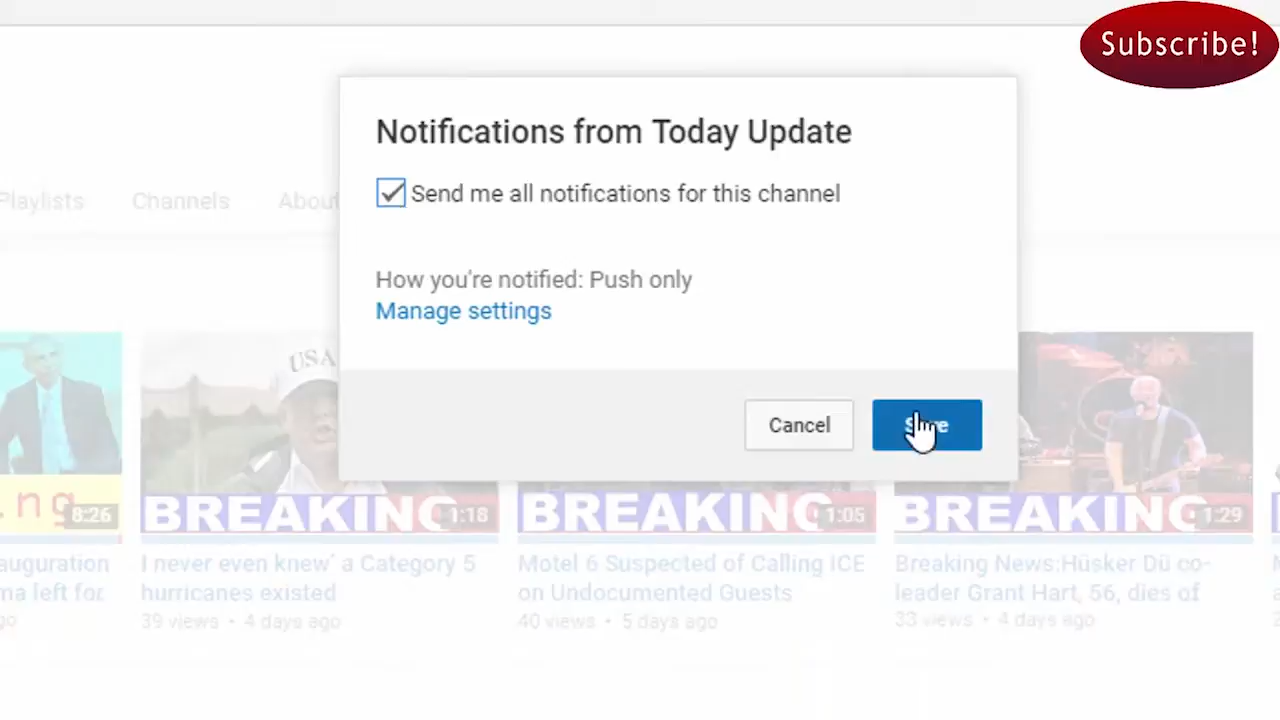 Subscribe!
Notifications from Today Update
Send me all notifications for this channel
Playlists
Channels
About
How you're notified: Push only
Manage settings
USA
Cancel
8:26
BREAKING
1:18
BREAKING
1:05
BREAKING
1:29
I never even knew' a Category 5
hurricanes existed
39 views • 4 days ago
Motel 6 Suspected of Calling ICE
on Undocumented Guests
40 views • 5 days ago
Breaking News:Hüsker Dü co-
leader Grant Hart, 56, dies of
33 views • 4 days ago
left for